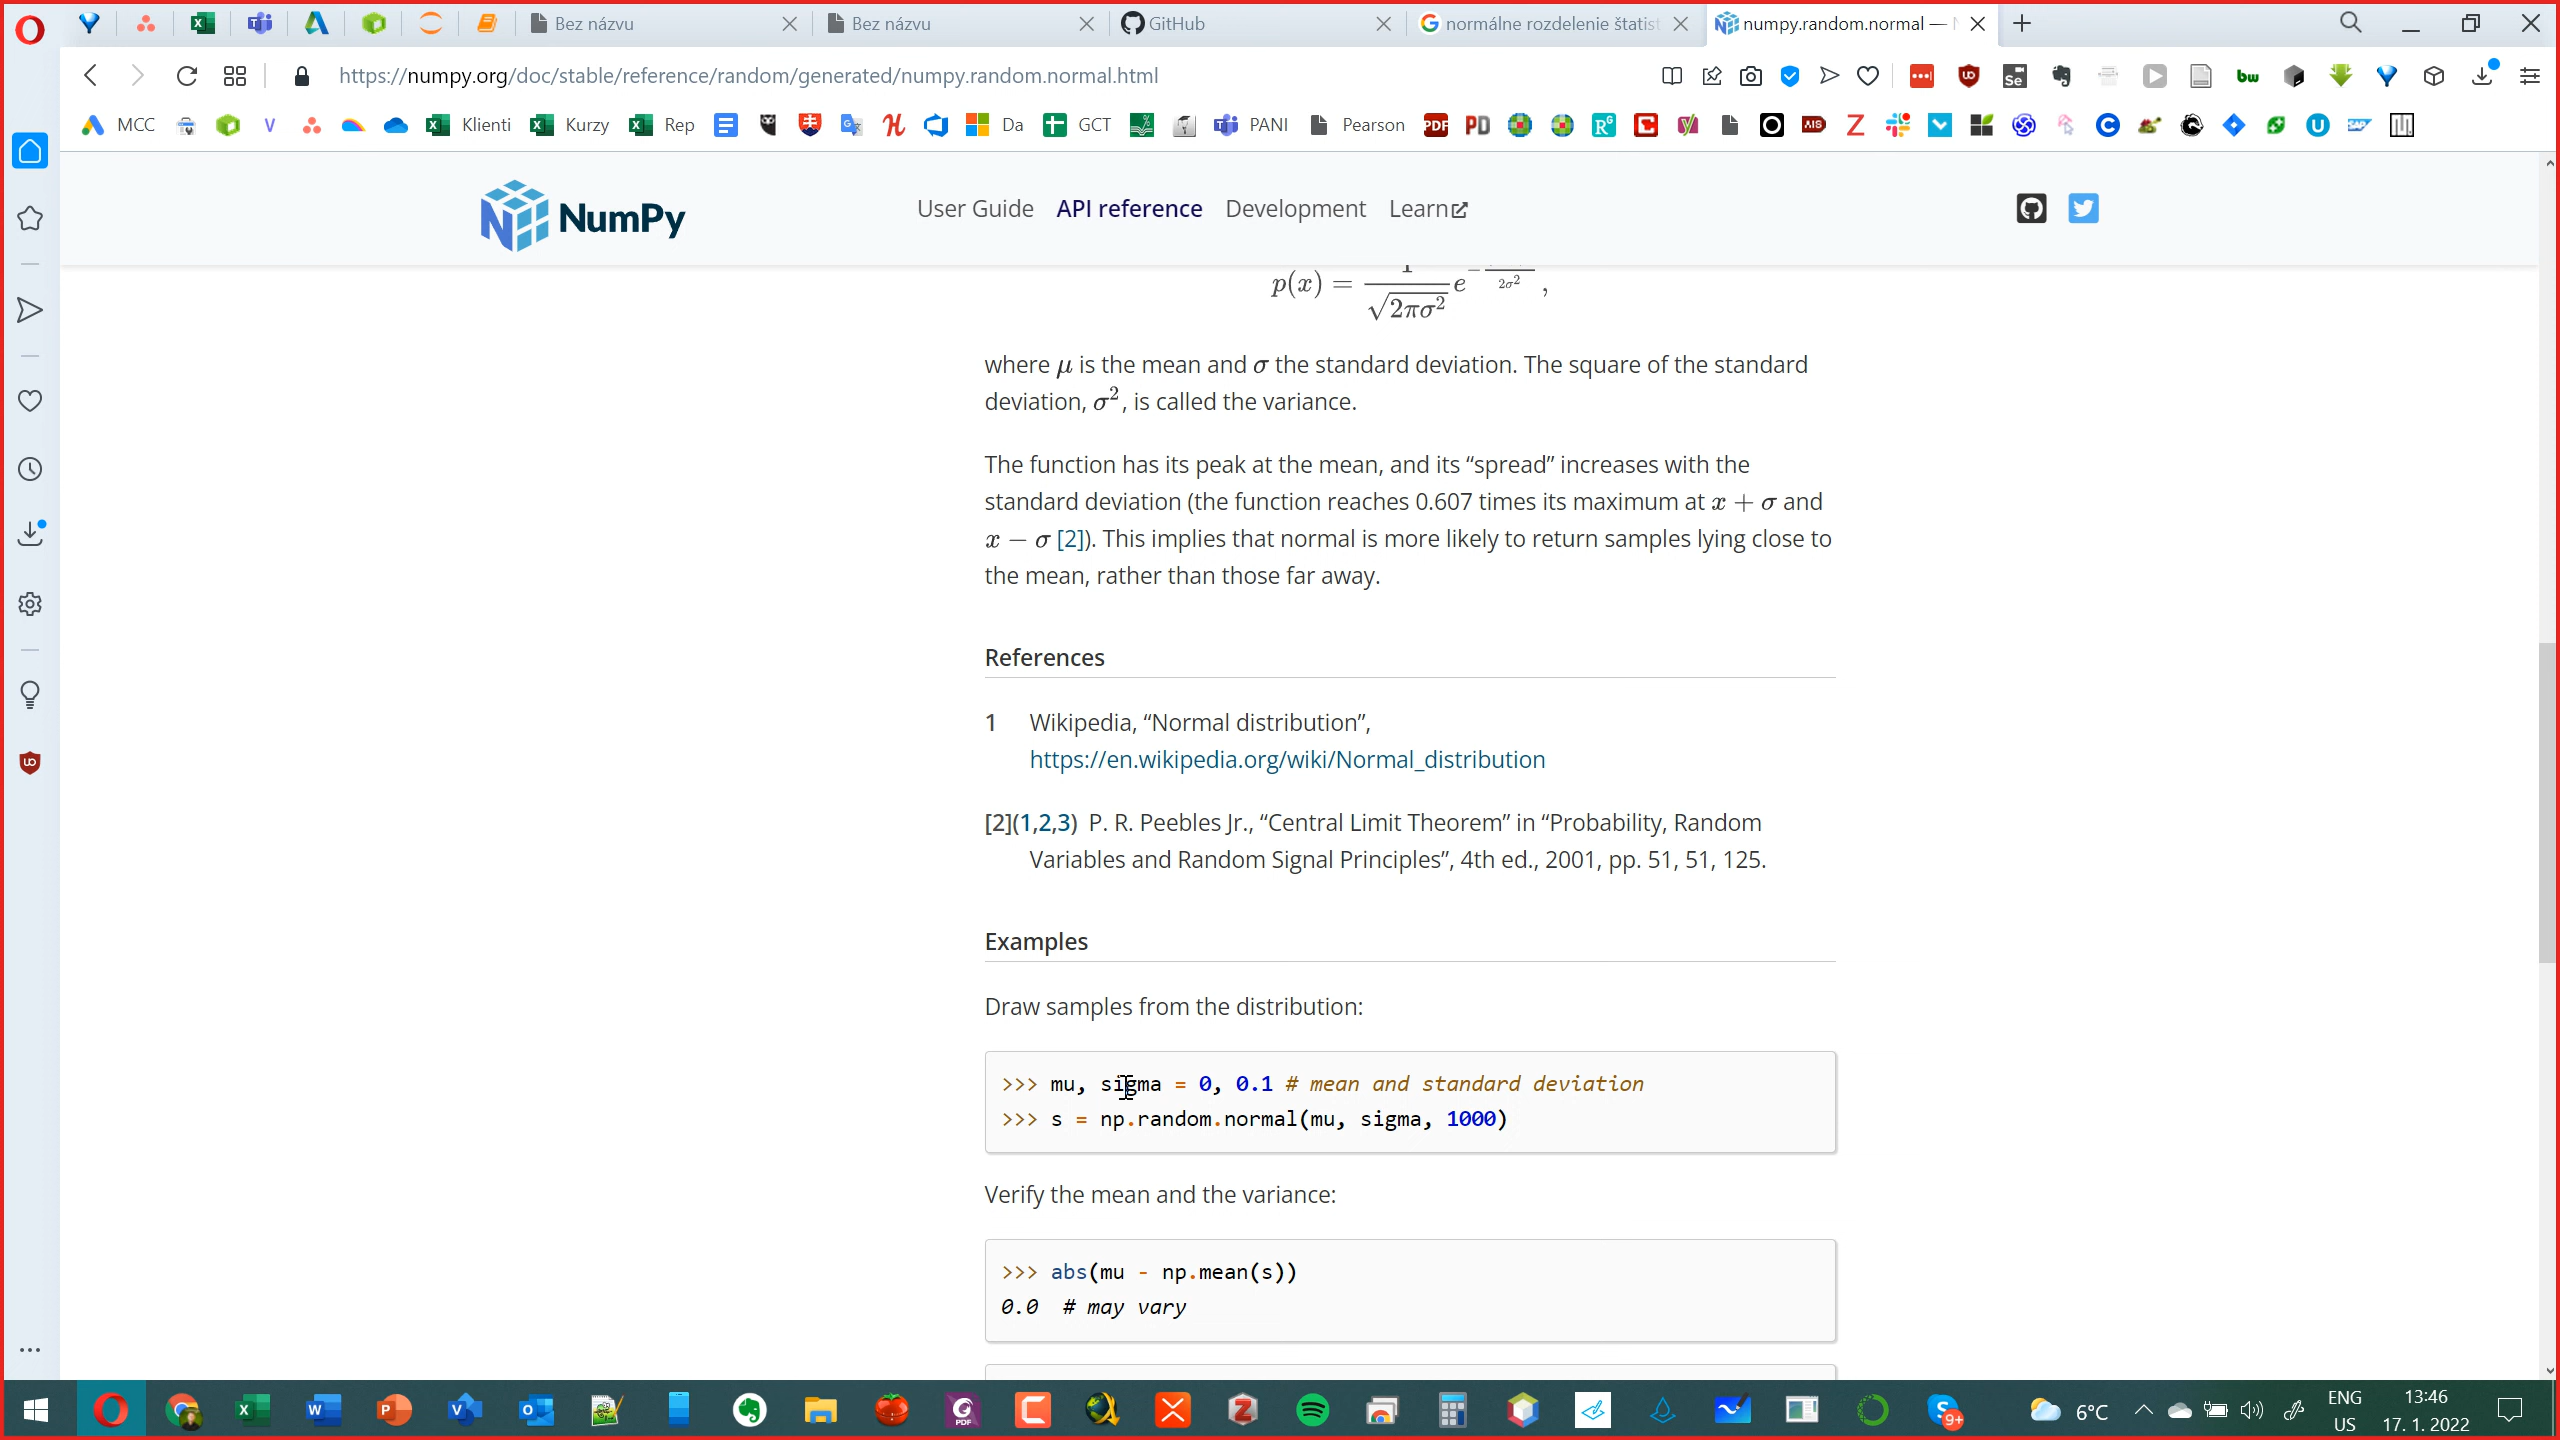 Bez názvu
Bez názvu
GitHub
normálne rozdelenie štatist
numpy.random.normal —
https://numpy.org/doc/stable/reference/random/generated/numpy.random.normal.html
MCC
Klienti
Kurzy
Rep
Da
GCT
PANI
Pearson
NumPy
User Guide
API reference
Development
Learn
p(x) = 1/√2πσ² e^− 2σ² ,
where μ is the mean and σ the standard deviation. The square of the standard
deviation, σ², is called the variance.
The function has its peak at the mean, and its “spread” increases with the
standard deviation (the function reaches 0.607 times its maximum at x + σ and
x − σ [2]). This implies that normal is more likely to return samples lying close to
the mean, rather than those far away.
References
1 Wikipedia, “Normal distribution”,
https://en.wikipedia.org/wiki/Normal_distribution
[2](1,2,3) P. R. Peebles Jr., “Central Limit Theorem” in “Probability, Random
Variables and Random Signal Principles”, 4th ed., 2001, pp. 51, 51, 125.
Examples
Draw samples from the distribution:
>>> mu, sigma = 0, 0.1 # mean and standard deviation
>>> s = np.random.normal(mu, sigma, 1000)
Verify the mean and the variance:
>>> abs(mu - np.mean(s))
0.0 # may vary
6°C
ENG
US
13:46
17. 1. 2022